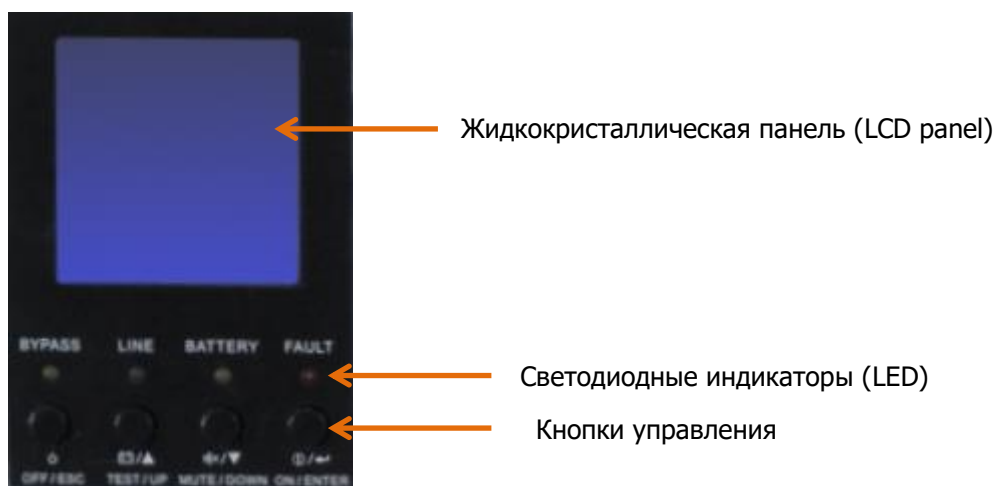 Жидкокристаллическая панель (LCD panel)
BYPASS LINE BATTERY FAULT
Светодиодные индикаторы (LED)
Кнопки управления
OFF/ESC TEST/UP MUTE/DOWN ON/ENTER